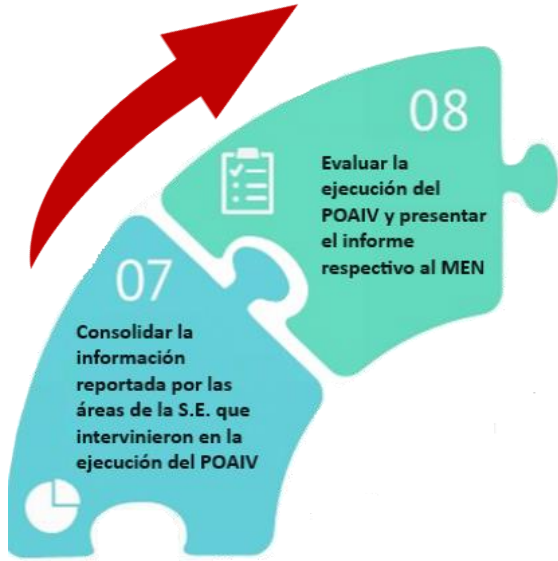 07
Consolidar la
información
reportada por las
áreas de la S.E. que
intervinieron en la
ejecución del POAIV
08
Evaluar la
ejecución del
POAIV y presentar
el informe
respectivo al MEN